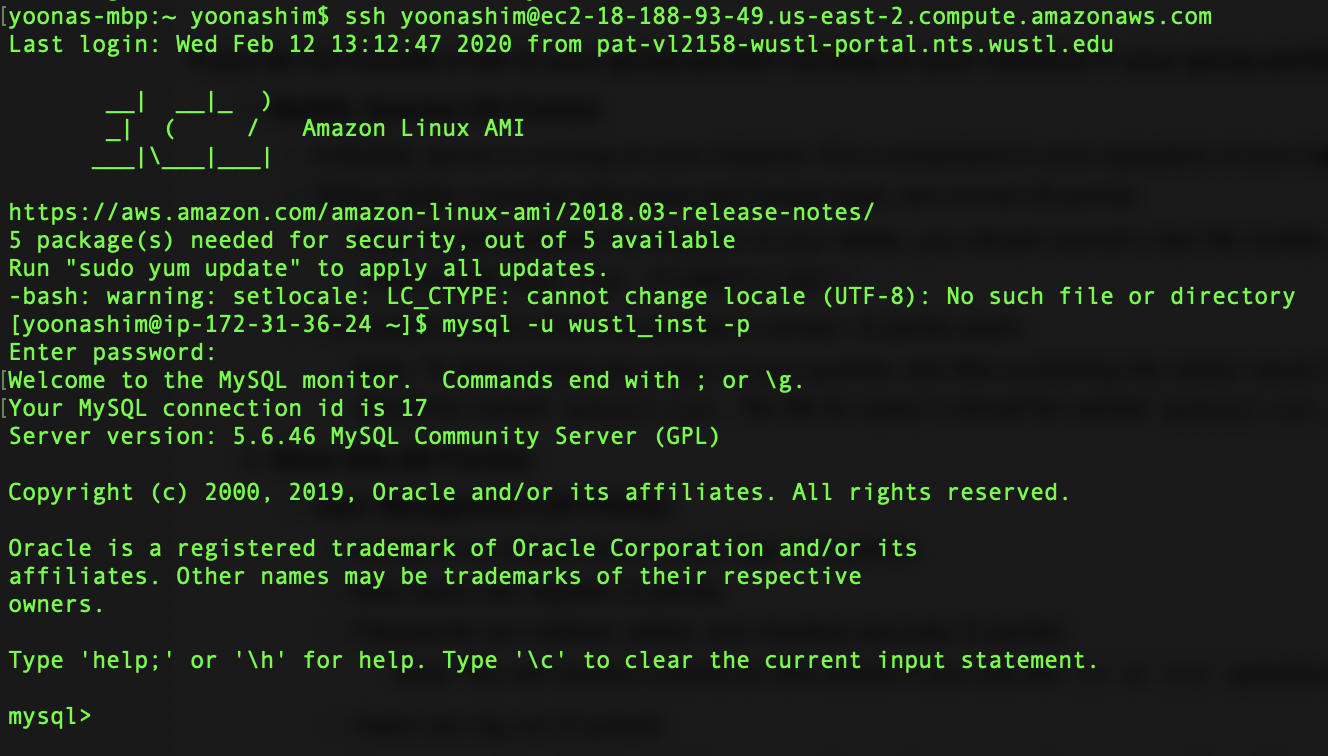 [yoonas-mbp:~ yoonashim$ ssh yoonashim@ec2-18-188-93-49.us-east-2.compute.amazonaws.com
Last login: Wed Feb 12 13:12:47 2020 from pat-vl2158-wustl-portal.nts.wustl.edu
       __|  __|_  )
       _|  (     /   Amazon Linux AMI
      ___|\___|___|
https://aws.amazon.com/amazon-linux-ami/2018.03-release-notes/
5 package(s) needed for security, out of 5 available
Run "sudo yum update" to apply all updates.
-bash: warning: setlocale: LC_CTYPE: cannot change locale (UTF-8): No such file or directory
[yoonashim@ip-172-31-36-24 ~]$ mysql -u wustl_inst -p
Enter password:
[Welcome to the MySQL monitor.  Commands end with ; or \g.
[Your MySQL connection id is 17
Server version: 5.6.46 MySQL Community Server (GPL)
Copyright (c) 2000, 2019, Oracle and/or its affiliates. All rights reserved.
Oracle is a registered trademark of Oracle Corporation and/or its
affiliates. Other names may be trademarks of their respective
owners.
Type 'help;' or '\h' for help. Type '\c' to clear the current input statement.
mysql>